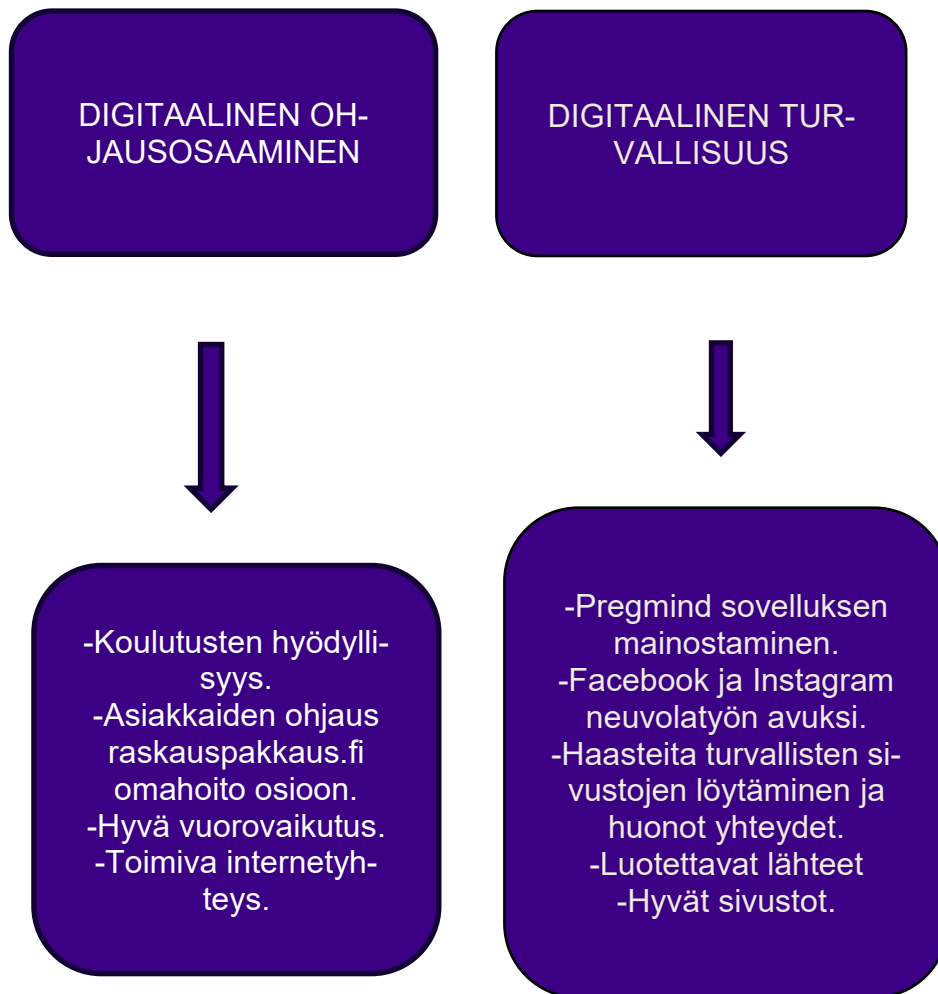 DIGITAALINEN OH-
JAUSOSAAMINEN
DIGITAALINEN TUR-
VALLISUUS
-Koulutusten hyödylli-
syys.
-Asiakkaiden ohjaus
raskauspakkaus.fi
omahoito osioon.
-Hyvä vuorovaikutus.
-Toimiva internetyh-
teys.
-Pregmind sovelluksen
mainostaminen.
-Facebook ja Instagram
neuvolatyön avuksi.
-Haasteita turvallisten si-
vustojen löytäminen ja
huonot yhteydet.
-Luotettavat lähteet
-Hyvät sivustot.